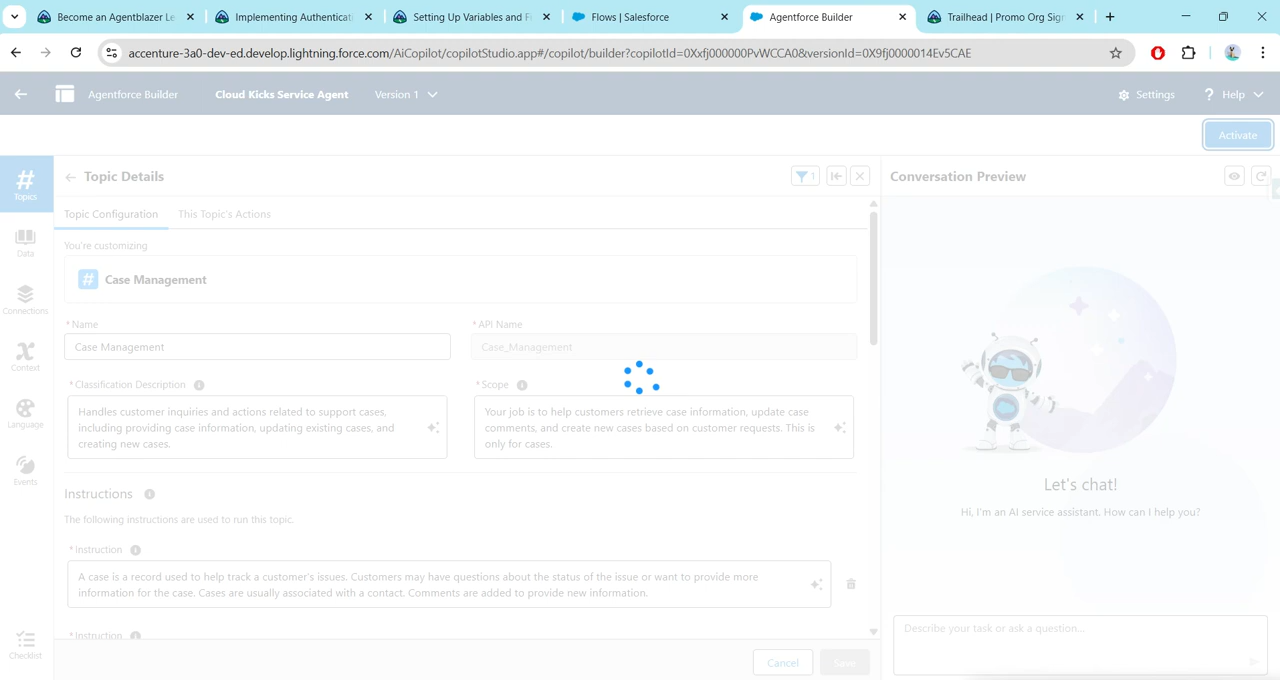 Become an Agentblazer Le
Implementing Authenticati
Setting Up Variables and F
Flows | Salesforce
Agentforce Builder
Trailhead | Promo Org Sign
accenture-3a0-dev-ed.develop.lightning.force.com/AiCopilot/copilotStudio.app#/copilot/builder?copilotId=0Xxfj000000PvWCCA0&versionId=0X9fj0000014Ev5CAE
Agentforce Builder
Cloud Kicks Service Agent
Version 1
Settings
? Help
Activate
# Topics
Data
Connections
Context
Language
Events
Checklist
Topic Details
1
Topic Configuration
This Topic's Actions
You're customizing
# Case Management
* Name
Case Management
* API Name
Case_Management
* Classification Description
Handles customer inquiries and actions related to support cases,
including providing case information, updating existing cases, and
creating new cases.
* Scope
Your job is to help customers retrieve case information, update case
comments, and create new cases based on customer requests. This is
only for cases.
Instructions
The following instructions are used to run this topic.
* Instruction
A case is a record used to help track a customer's issues. Customers may have questions about the status of the issue or want to provide more
information for the case. Cases are usually associated with a contact. Comments are added to provide new information.
* Instruction
Cancel
Save
Conversation Preview
Let's chat!
Hi, I'm an AI service assistant. How can I help you?
Describe your task or ask a question...